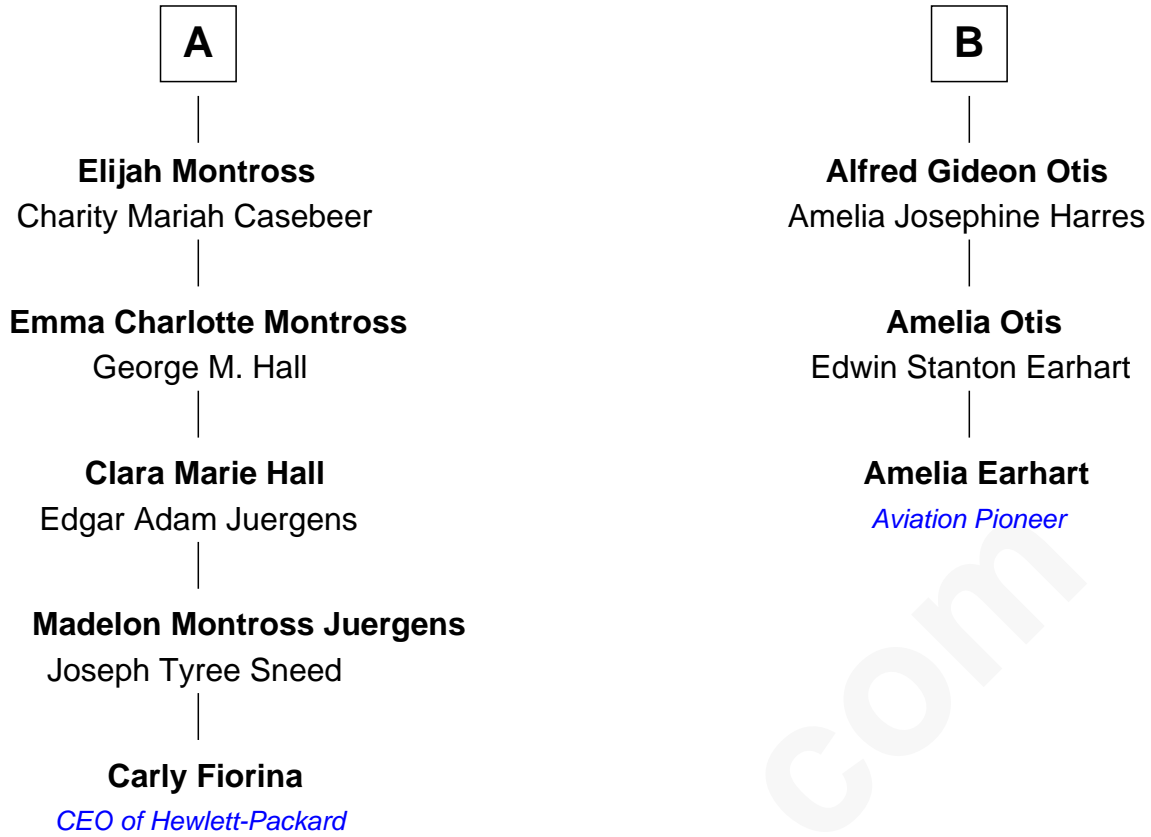 A
Elijah Montross
Charity Mariah Casebeer
Emma Charlotte Montross
George M. Hall
Clara Marie Hall
Edgar Adam Juergens
Madelon Montross Juergens
Joseph Tyree Sneed
Carly Fiorina
CEO of Hewlett-Packard
B
Alfred Gideon Otis
Amelia Josephine Harres
Amelia Otis
Edwin Stanton Earhart
Amelia Earhart
Aviation Pioneer
com